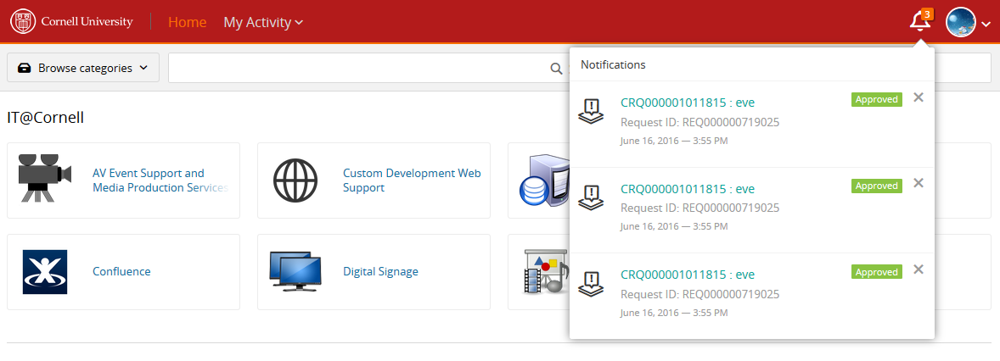 Cornell University
Home
My Activity
3
Browse categories
Notifications
CRQ000001011815 : eve
Approved
Request ID: REQ000000719025
June 16, 2016 — 3:55 PM
CRQ000001011815 : eve
Approved
Request ID: REQ000000719025
June 16, 2016 — 3:55 PM
CRQ000001011815 : eve
Approved
Request ID: REQ000000719025
June 16, 2016 — 3:55 PM
IT@Cornell
AV Event Support and
Media Production Services
Custom Development Web
Support
Confluence
Digital Signage